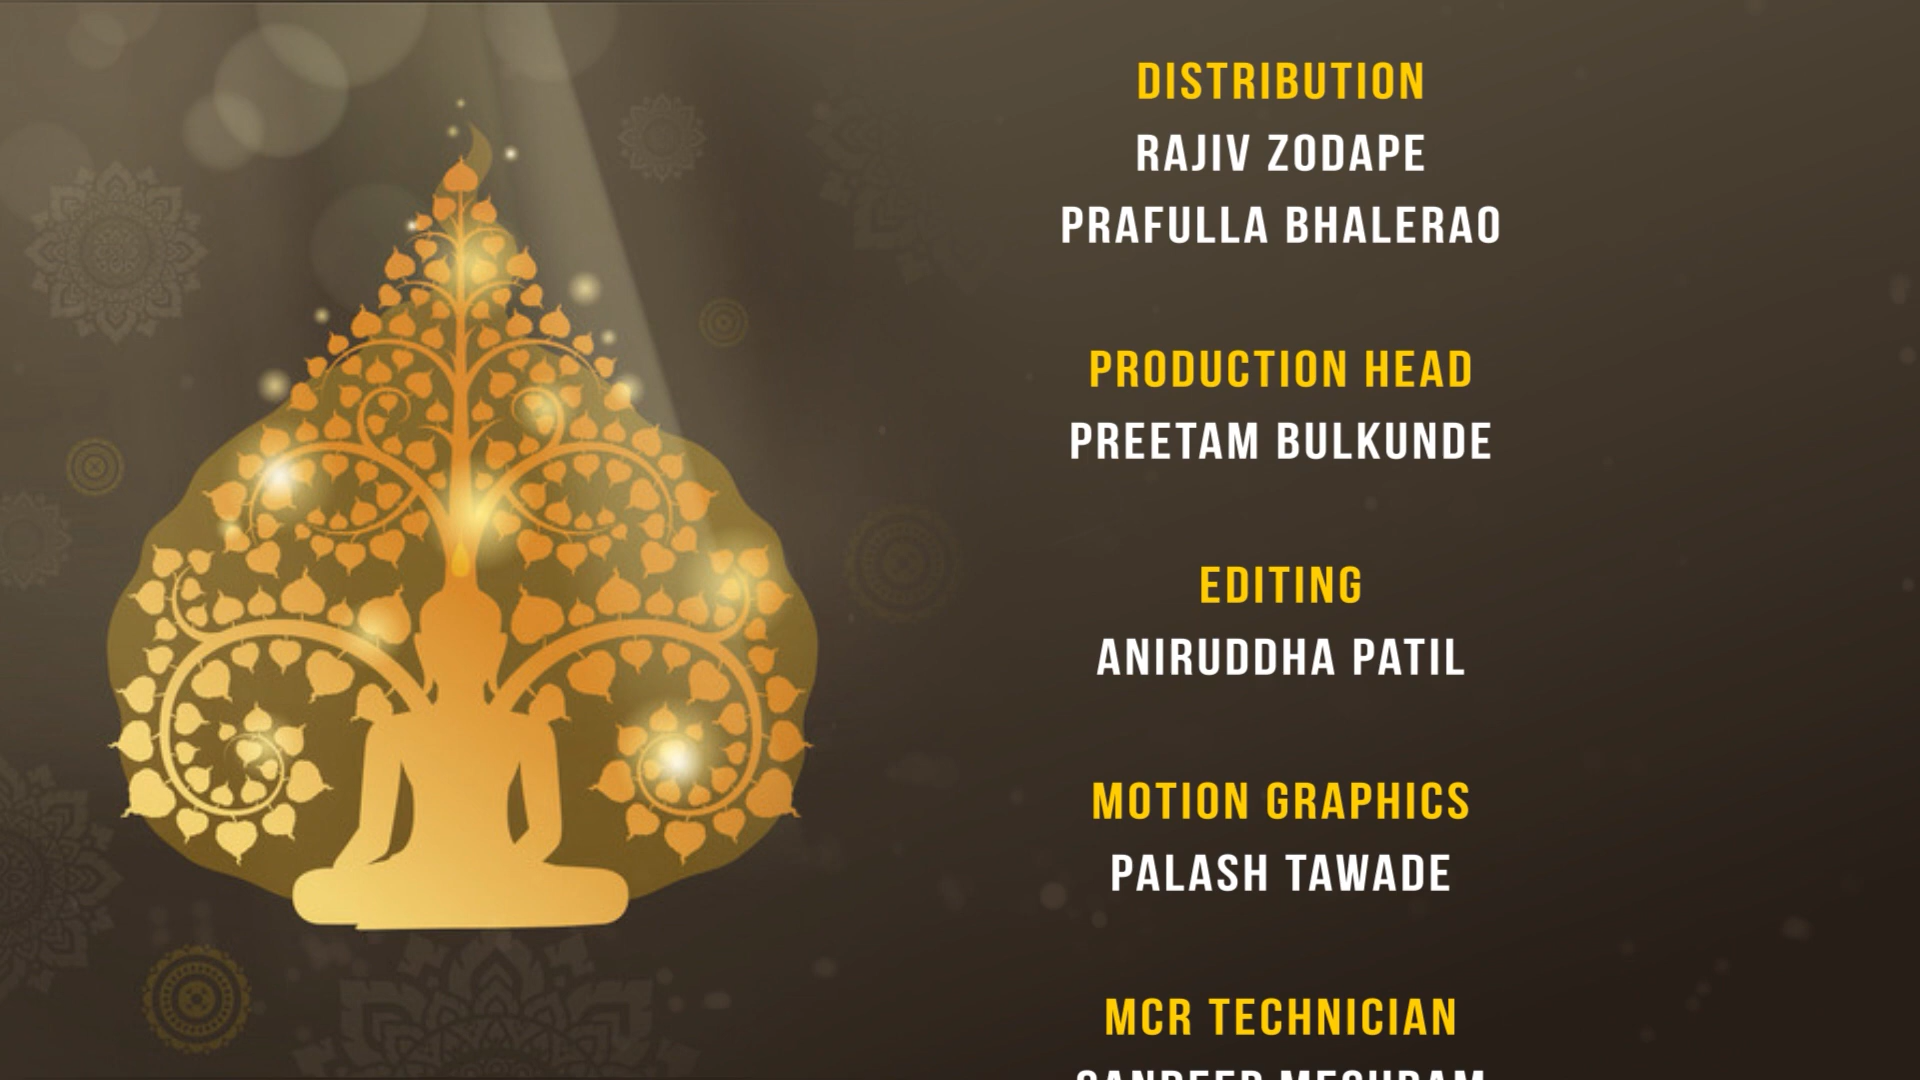 DISTRIBUTION
RAJIV ZODAPE
PRAFULLA BHALERAO
PRODUCTION HEAD
PREETAM BULKUNDE
EDITING
ANIRUDDHA PATIL
MOTION GRAPHICS
PALASH TAWADE
MCR TECHNICIAN